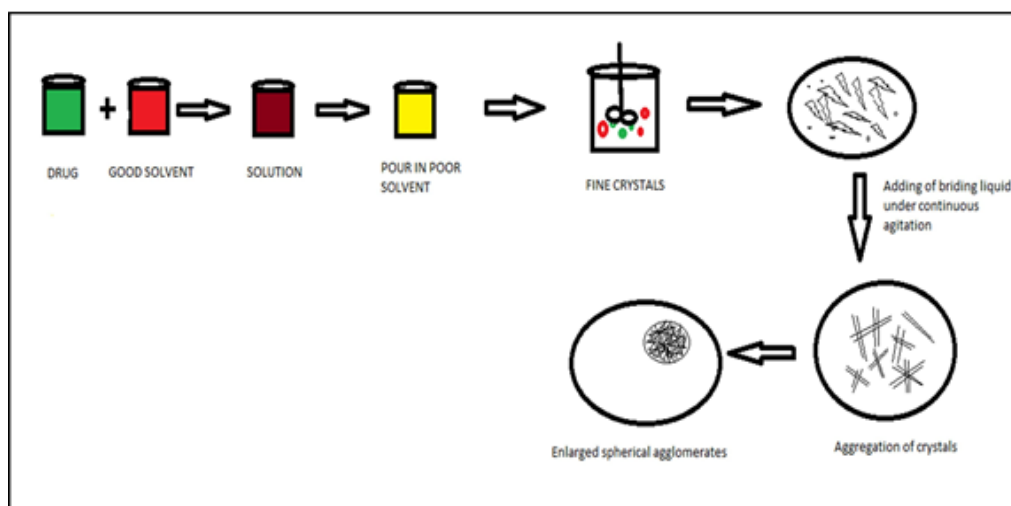 +
DRUG
GOOD SOLVENT
SOLUTION
POUR IN POOR
SOLVENT
FINE CRYSTALS
Adding of briding liquid
under continuous
agitation
Enlarged spherical agglomerates
Aggregation of crystals